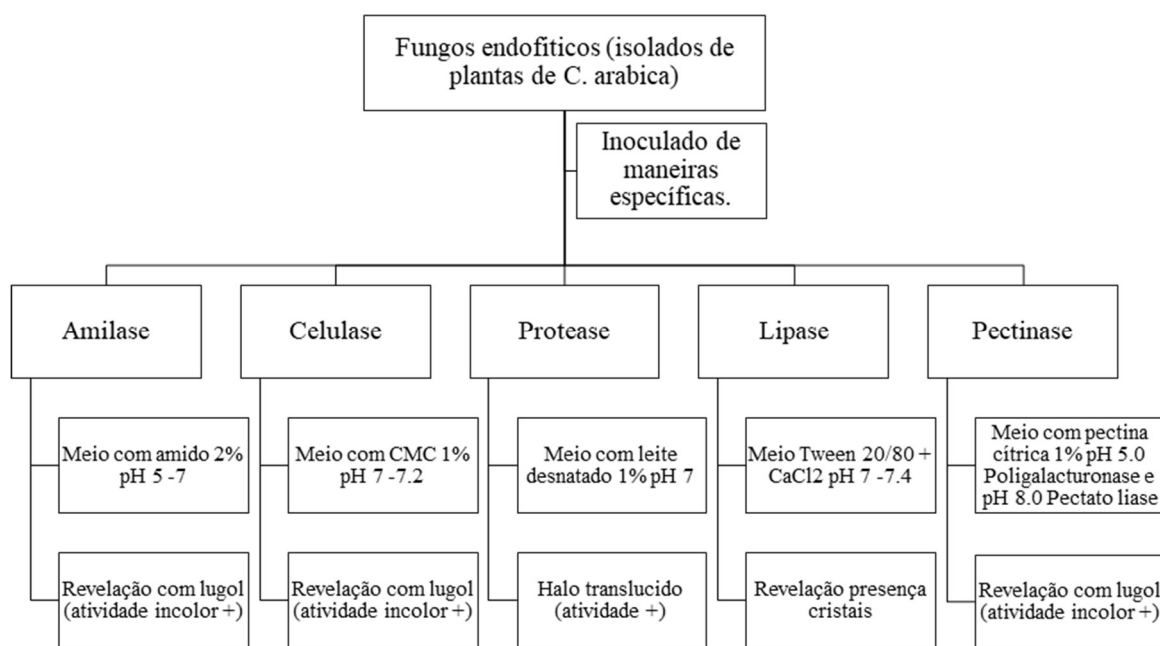 Fungos endofiticos (isolados de
plantas de C. arabica)
Inoculado de
maneiras
específicas.
Amilase
Celulase
Protease
Lipase
Pectinase
Meio com amido 2%
pH 5 -7
Meio com CMC 1%
pH 7 -7.2
Meio com leite
desnatado 1% pH 7
Meio Tween 20/80 +
CaCl2 pH 7 -7.4
Meio com pectina
cítrica 1% pH 5.0
Poligalacturonase e
pH 8.0 Pectato liase
Revelação com lugol
(atividade incolor +)
Revelação com lugol
(atividade incolor +)
Halo translucido
(atividade +)
Revelação presença
cristais
Revelação com lugol
(atividade incolor +)